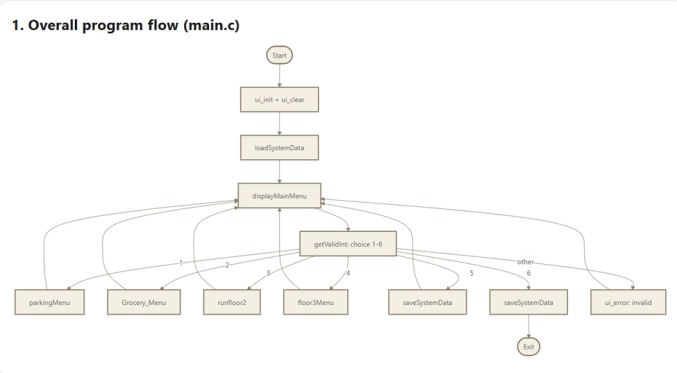 1. Overall program flow (main.c)
Start
ui_init + ui_clear
loadSystemData
displayMainMenu
getValidInt: choice 1-6
1
2
3
4
5
6
other
parkingMenu
Grocery_Menu
runfloor2
floor3Menu
saveSystemData
saveSystemData
ui_error: invalid
Exit